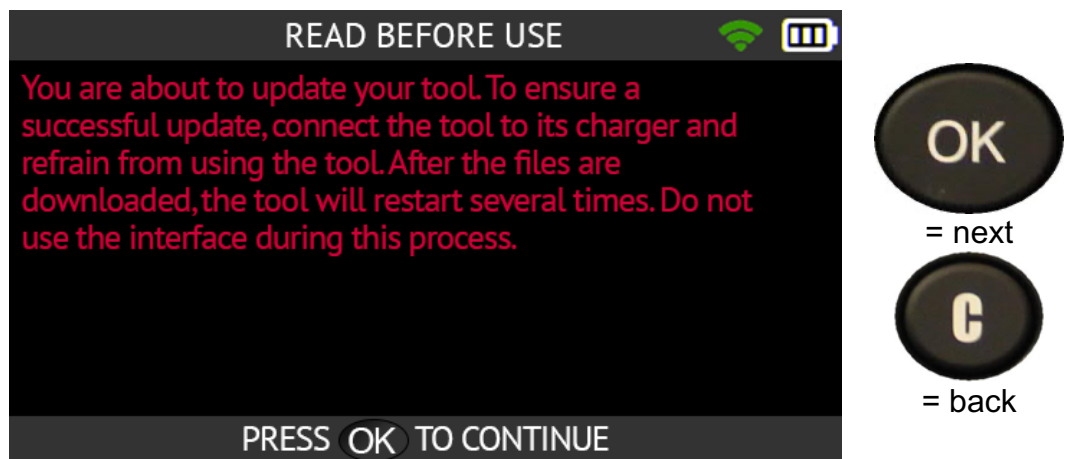 READ BEFORE USE
You are about to update your tool. To ensure a
successful update, connect the tool to its charger and
refrain from using the tool. After the files are
downloaded, the tool will restart several times. Do not
use the interface during this process.
PRESS OK TO CONTINUE
OK
= next
C
= back